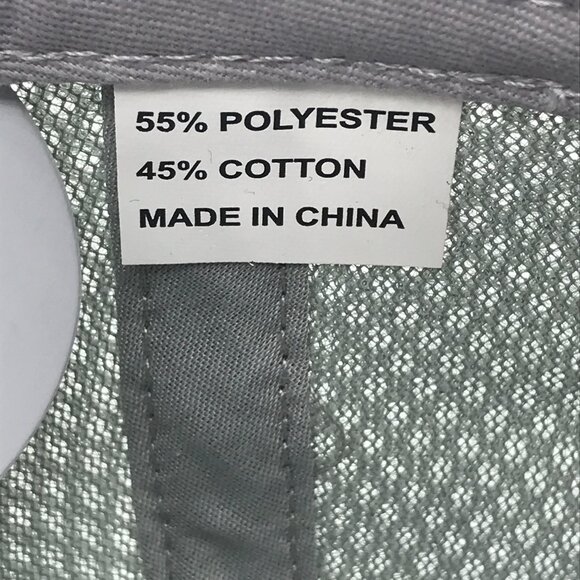 55% POLYESTER
45% COTTON
MADE IN CHINA